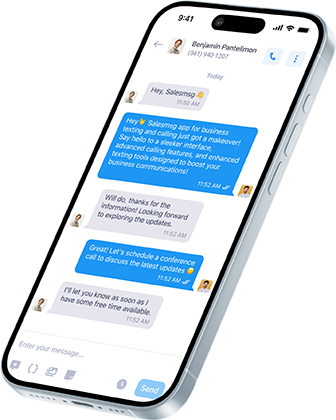 9:41
Benjamin Pantelimon
(561) 940-1207
Today
Hey, Salesmsg 👋
11:50 AM
Hey👋 Salesmsg app for business
texting and calling just got a makeover!
Say hello to a sleeker interface,
advanced calling features, and enhanced
texting tools designed to boost your
business communications!
11:52 AM
Will do, thanks for the
information! Looking forward
to exploring the updates.
11:52 AM
Great! Let's schedule a conference
call to discuss the latest updates 😊
11:52 AM
I'll let you know as soon as I
have some free time available.
11:52 AM
Enter your message...
Send